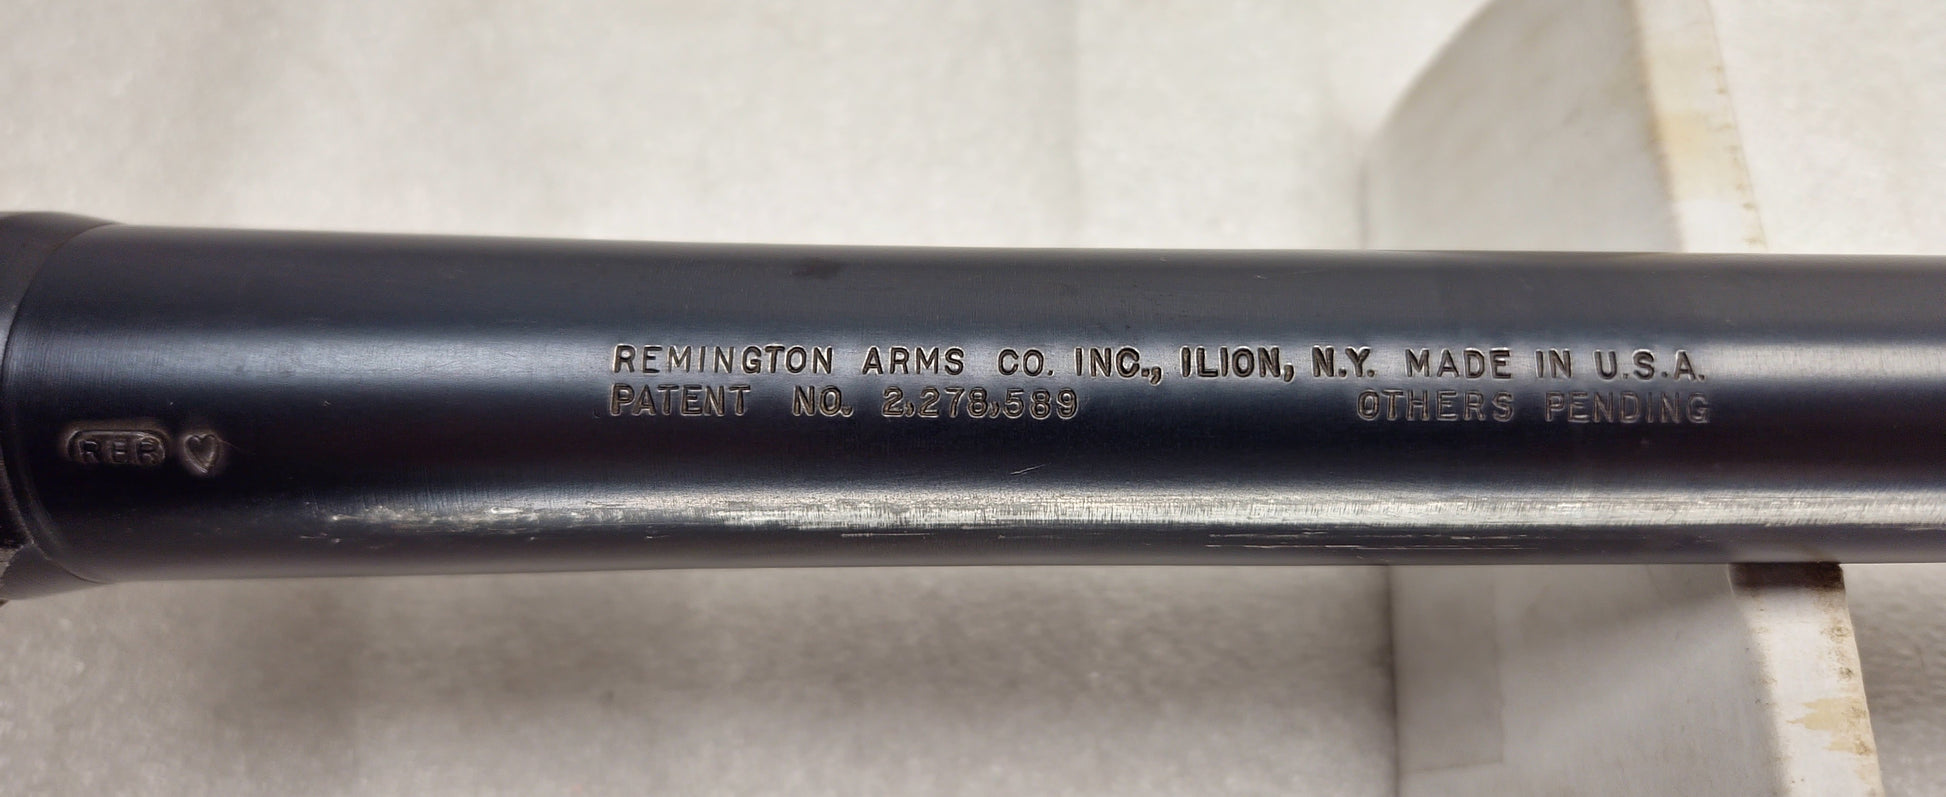 REMINGTON ARMS CO. INC., ILION, N.Y. MADE IN U.S.A.
PATENT NO. 2,278,589 OTHERS PENDING
REP